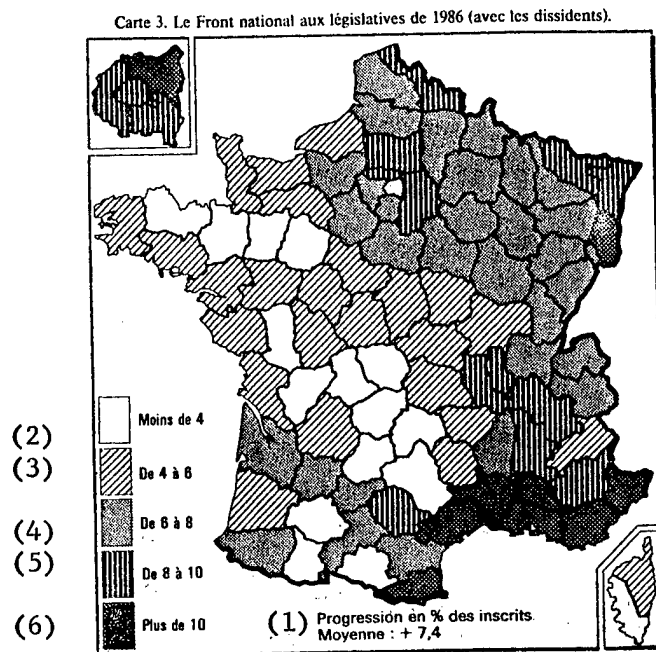 Carte 3. Le Front national aux législatives de 1986 (avec les dissidents).
(2) Moins de 4
(3) De 4 à 6
(4) De 6 à 8
(5) De 8 à 10
(6) Plus de 10
(1) Progression en % des inscrits.
Moyenne : + 7,4